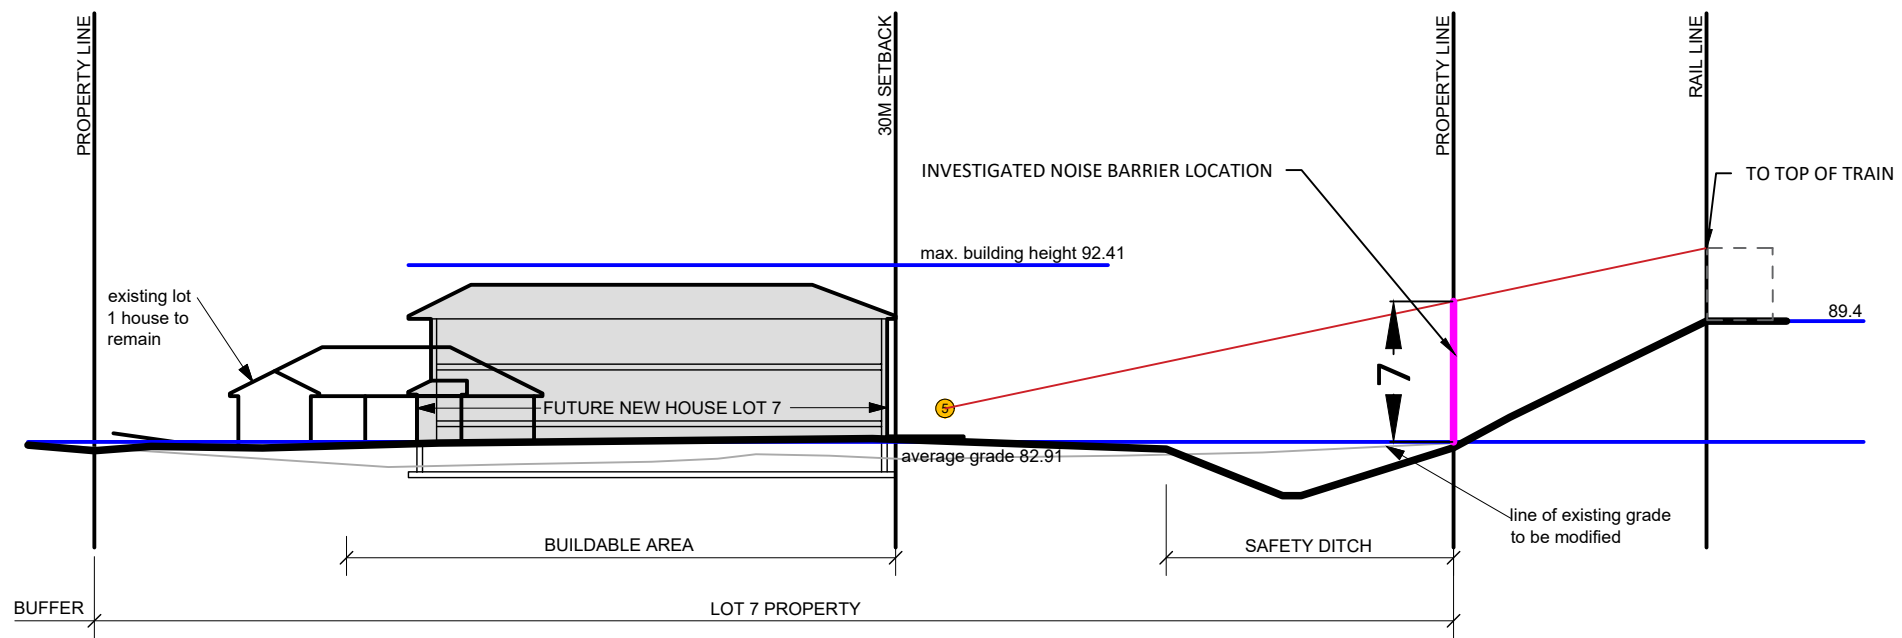 PROPERTY LINE
30M SETBACK
PROPERTY LINE
RAIL LINE
INVESTIGATED NOISE BARRIER LOCATION
TO TOP OF TRAIN
max. building height 92.41
existing lot
1 house to
remain
89.4
7
5
FUTURE NEW HOUSE LOT 7
average grade 82.91
line of existing grade
to be modified
BUILDABLE AREA
SAFETY DITCH
BUFFER
LOT 7 PROPERTY